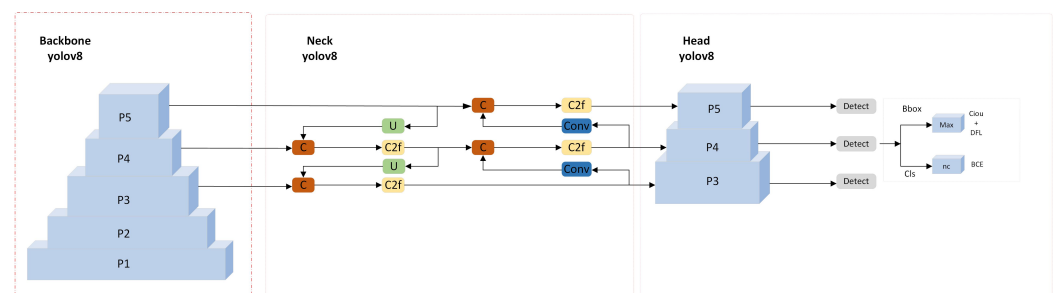 Backbone
yolov8
P5
P4
P3
P2
P1
Neck
yolov8
C
C2f
U
Conv
C
C2f
C
C2f
U
Conv
C
C2f
Head
yolov8
P5
P4
P3
Detect
Detect
Detect
Bbox
Max
Ciou
+
DFL
nc
BCE
Cls